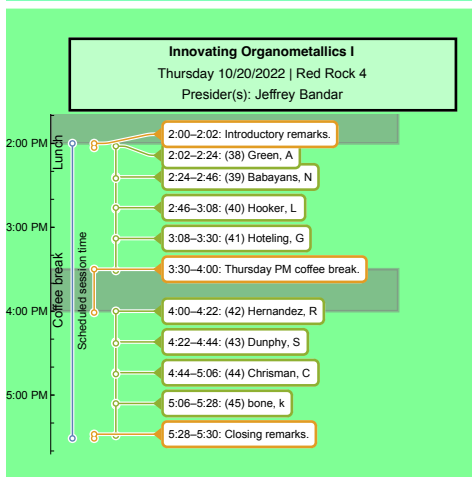 Innovating Organometallics I
Thursday 10/20/2022 | Red Rock 4
Presider(s): Jeffrey Bandar
2:00 PM
3:00 PM
4:00 PM
5:00 PM
Lunch
Coffee break
Scheduled session time
2:00–2:02: Introductory remarks.
2:02–2:24: (38) Green, A
2:24–2:46: (39) Babayans, N
2:46–3:08: (40) Hooker, L
3:08–3:30: (41) Hoteling, G
3:30–4:00: Thursday PM coffee break.
4:00–4:22: (42) Hernandez, R
4:22–4:44: (43) Dunphy, S
4:44–5:06: (44) Chrisman, C
5:06–5:28: (45) bone, k
5:28–5:30: Closing remarks.